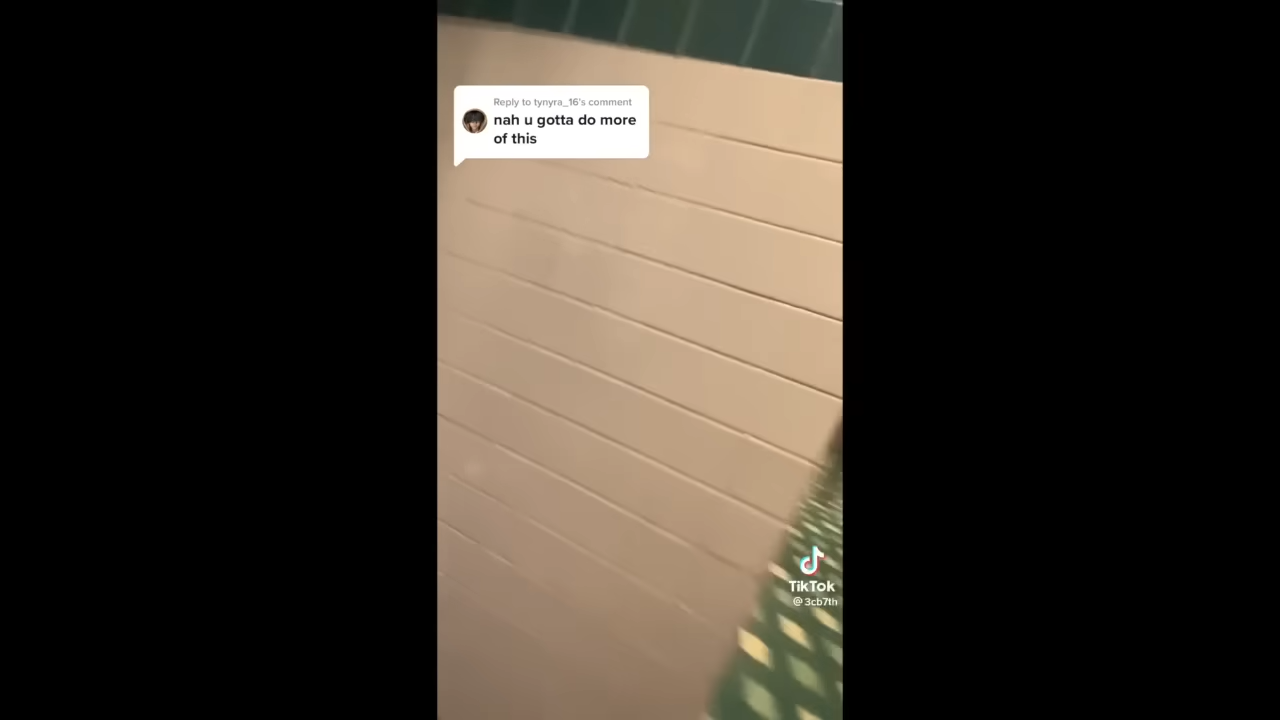 Reply to tynyra_16's comment
nah u gotta do more
of this
TikTok
@3cb7th